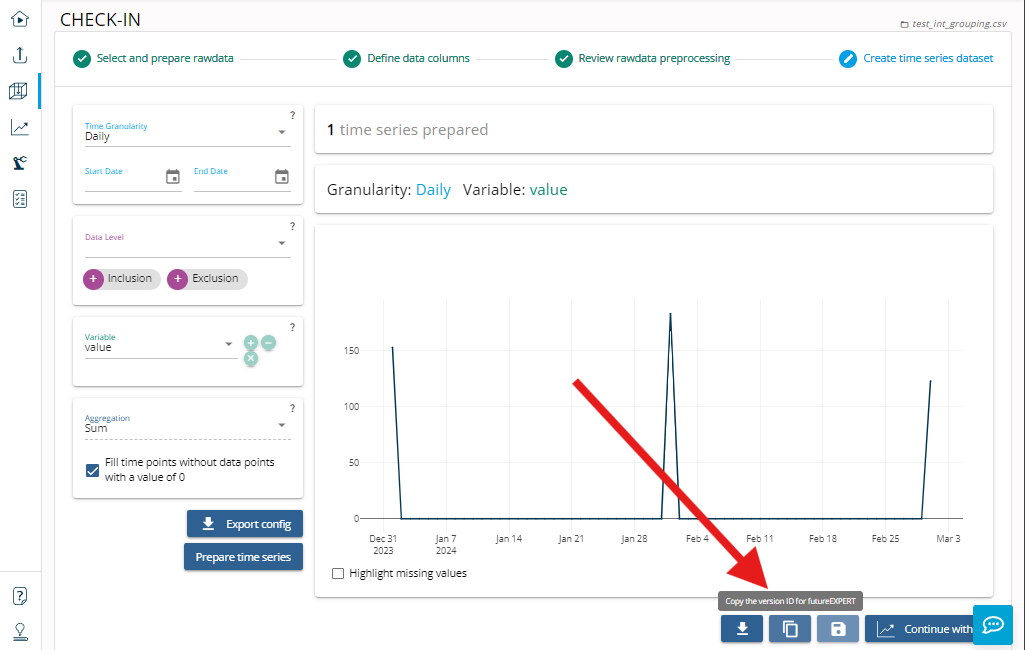 CHECK-IN
test_int_grouping.csv
Select and prepare rawdata
Define data columns
Review rawdata preprocessing
Create time series dataset
?
Time Granularity
Daily
Start Date
End Date
?
Data Level
+ Inclusion
+ Exclusion
?
Variable
value
?
Aggregation
Sum
Fill time points without data points
with a value of 0
Export config
Prepare time series
1 time series prepared
Granularity: Daily Variable: value
150
100
50
0
Dec 31
2023
Jan 7
2024
Jan 14
Jan 21
Jan 28
Feb 4
Feb 11
Feb 18
Feb 25
Mar 3
Highlight missing values
Copy the version ID for futureEXPERT
Continue with